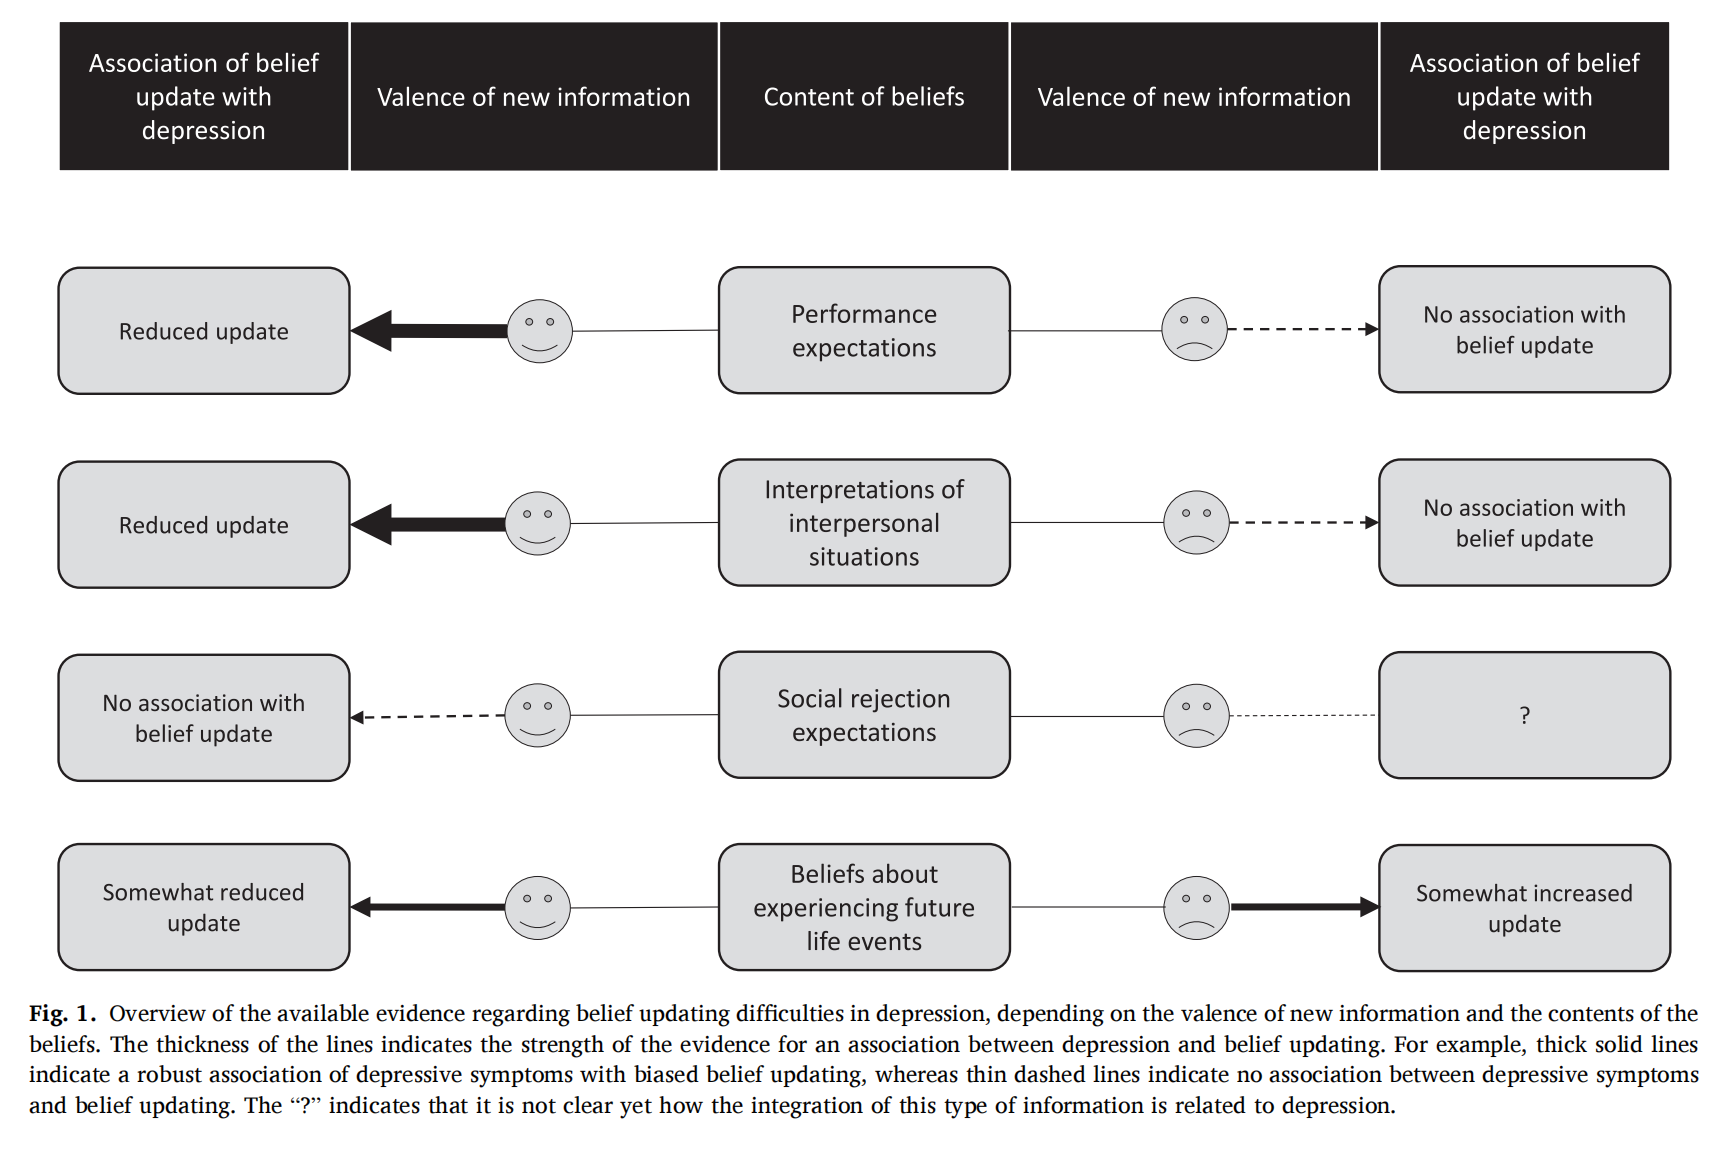 Association of belief
update with
depression
Valence of new information
Content of beliefs
Valence of new information
Association of belief
update with
depression
Reduced update
Performance
expectations
No association with
belief update
Reduced update
Interpretations of
interpersonal
situations
No association with
belief update
No association with
belief update
Social rejection
expectations
?
Somewhat reduced
update
Beliefs about
experiencing future
life events
Somewhat increased
update
Fig. 1. Overview of the available evidence regarding belief updating difficulties in depression, depending on the valence of new information and the contents of the
beliefs. The thickness of the lines indicates the strength of the evidence for an association between depression and belief updating. For example, thick solid lines
indicate a robust association of depressive symptoms with biased belief updating, whereas thin dashed lines indicate no association between depressive symptoms
and belief updating. The “?” indicates that it is not clear yet how the integration of this type of information is related to depression.